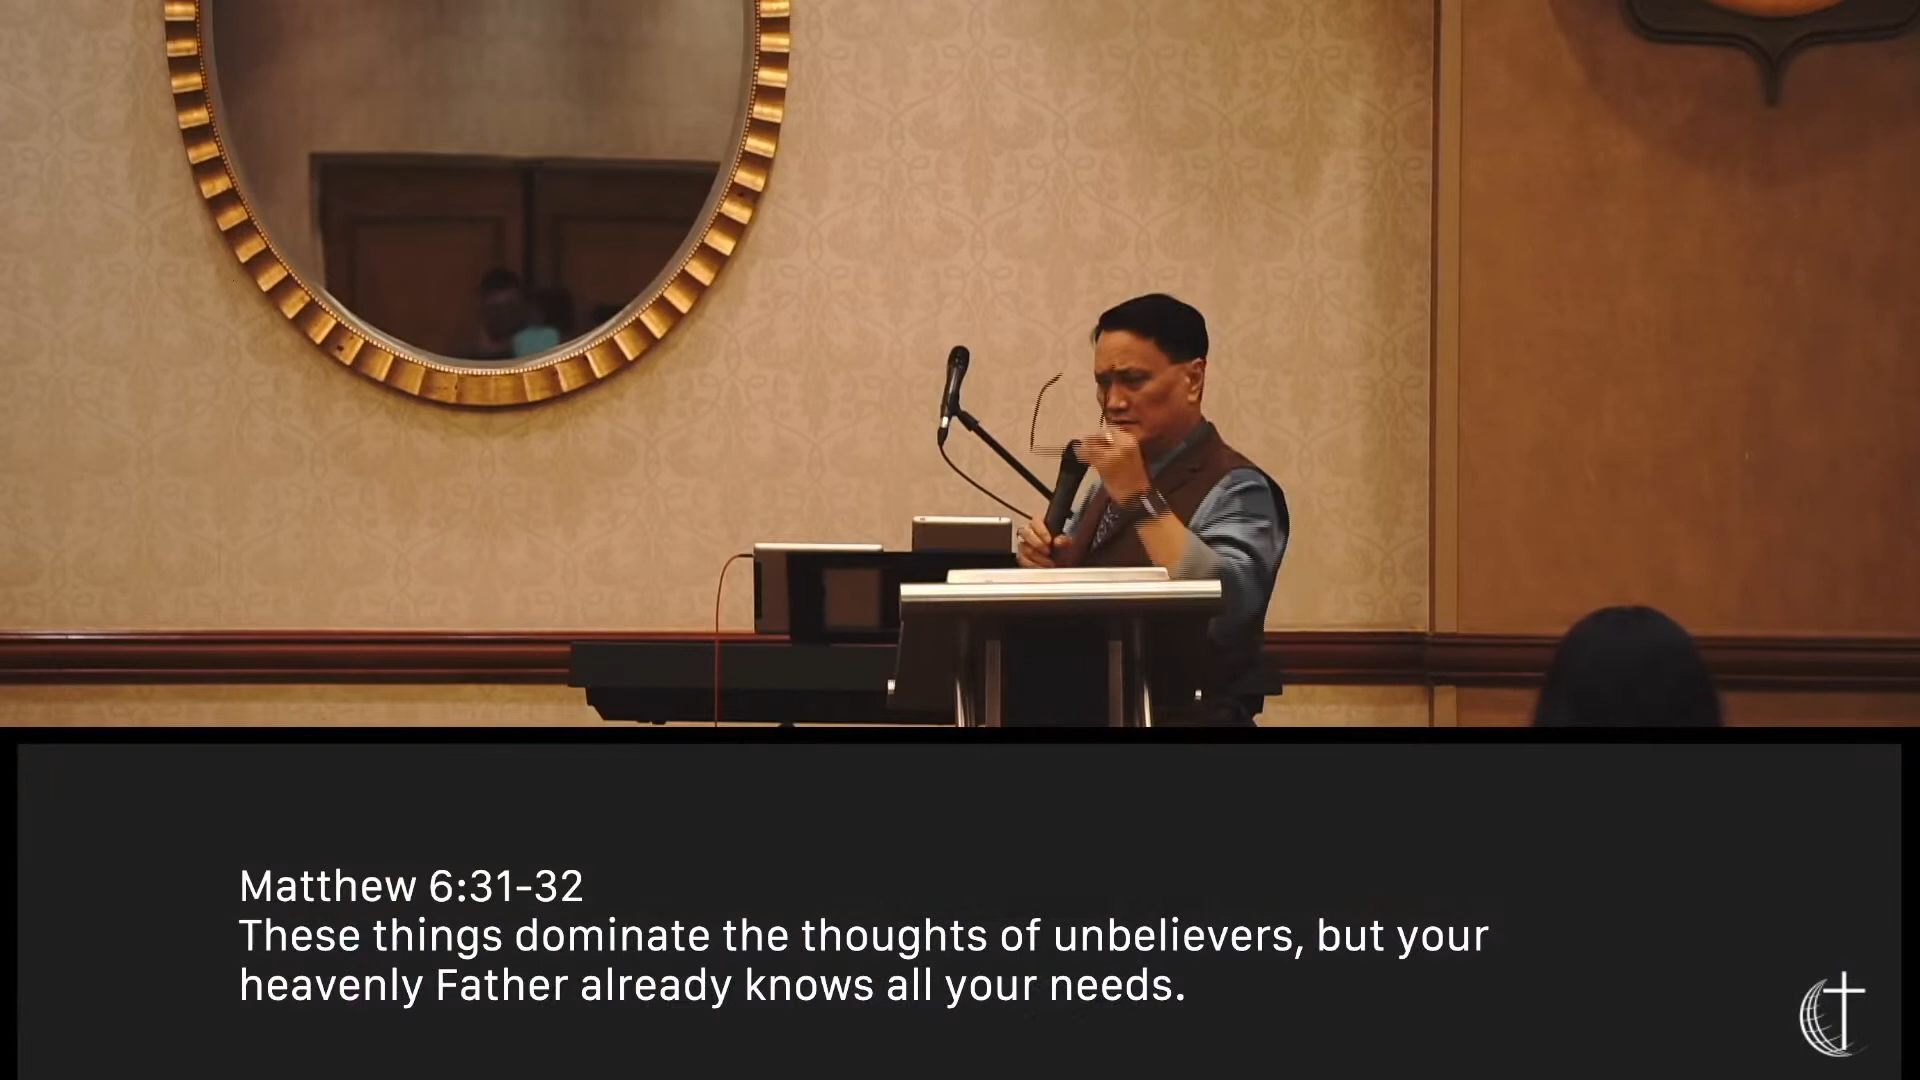 Matthew 6:31-32
These things dominate the thoughts of unbelievers, but your
heavenly Father already knows all your needs.